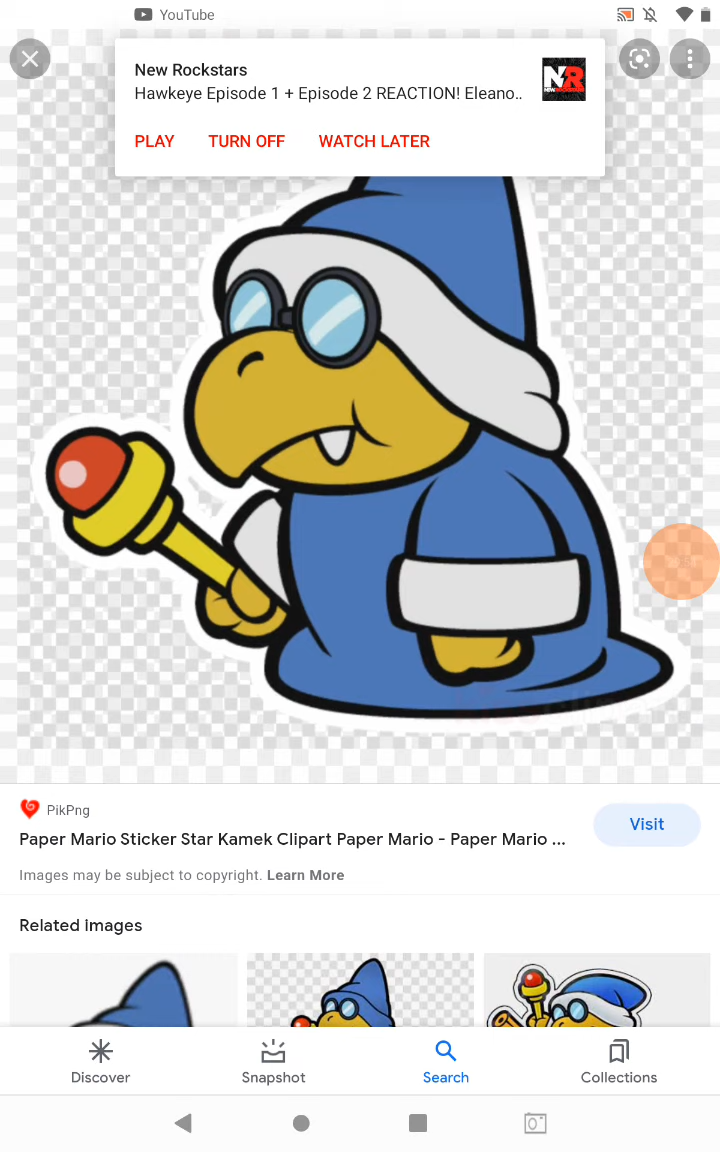 YouTube
New Rockstars
Hawkeye Episode 1 + Episode 2 REACTION! Eleano..
NR
PLAY TURN OFF WATCH LATER
PikPng
Paper Mario Sticker Star Kamek Clipart Paper Mario - Paper Mario ...
Visit
Images may be subject to copyright. Learn More
Related images
Discover Snapshot Search Collections